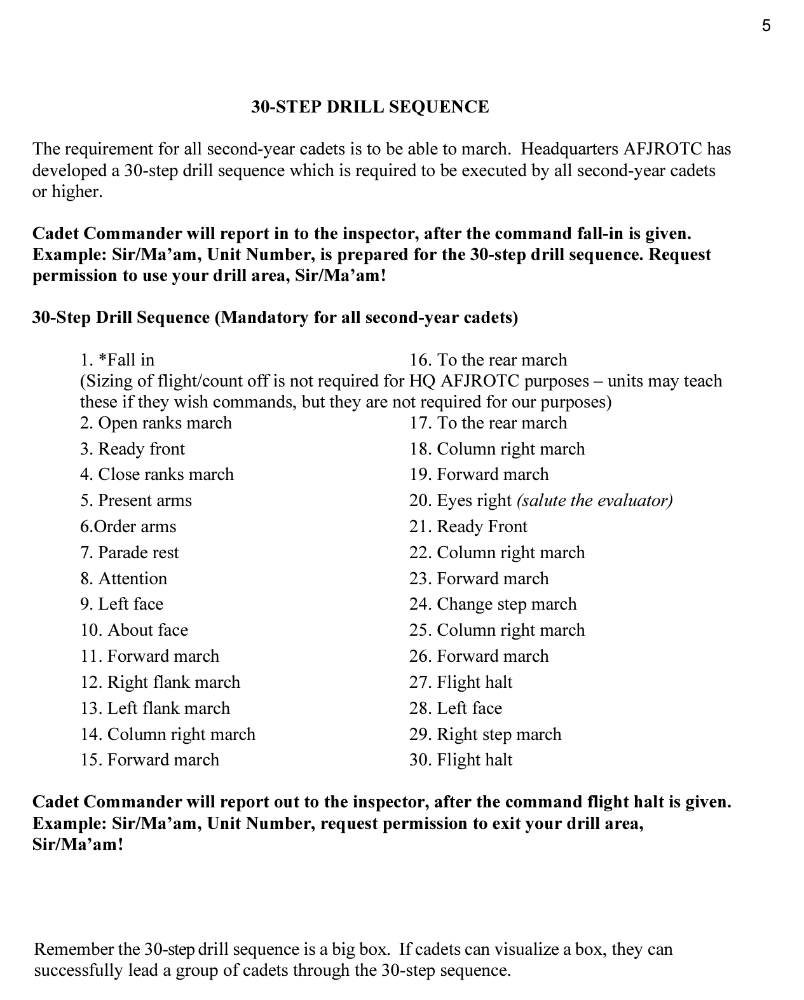 5
30-STEP DRILL SEQUENCE
The requirement for all second-year cadets is to be able to march.  Headquarters AFJROTC has
developed a 30-step drill sequence which is required to be executed by all second-year cadets
or higher.
Cadet Commander will report in to the inspector, after the command fall-in is given.
Example: Sir/Ma’am, Unit Number, is prepared for the 30-step drill sequence. Request
permission to use your drill area, Sir/Ma’am!
30-Step Drill Sequence (Mandatory for all second-year cadets)
1. *Fall in 16. To the rear march
(Sizing of flight/count off is not required for HQ AFJROTC purposes – units may teach
these if they wish commands, but they are not required for our purposes)
2. Open ranks march 17. To the rear march
3. Ready front 18. Column right march
4. Close ranks march 19. Forward march
5. Present arms 20. Eyes right (salute the evaluator)
6.Order arms 21. Ready Front
7. Parade rest 22. Column right march
8. Attention 23. Forward march
9. Left face 24. Change step march
10. About face 25. Column right march
11. Forward march 26. Forward march
12. Right flank march 27. Flight halt
13. Left flank march 28. Left face
14. Column right march 29. Right step march
15. Forward march 30. Flight halt
Cadet Commander will report out to the inspector, after the command flight halt is given.
Example: Sir/Ma’am, Unit Number, request permission to exit your drill area,
Sir/Ma’am!
Remember the 30-step drill sequence is a big box.  If cadets can visualize a box, they can
successfully lead a group of cadets through the 30-step sequence.